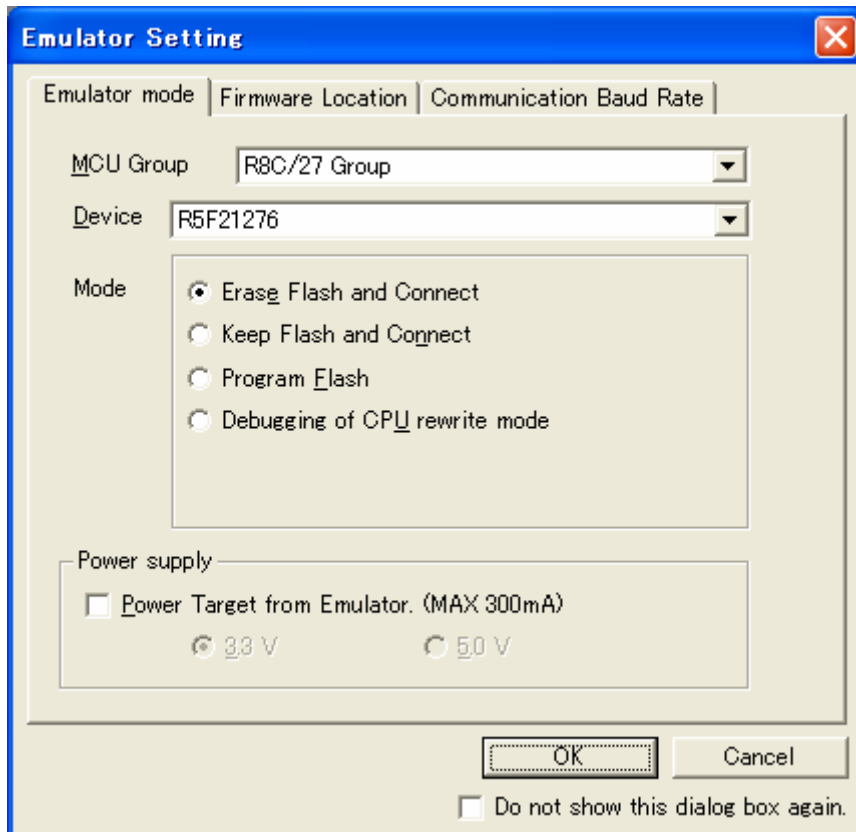 Emulator Setting
Emulator mode Firmware Location Communication Baud Rate
MCU Group R8C/27 Group
Device R5F21276
Mode
Erase Flash and Connect
Keep Flash and Connect
Program Flash
Debugging of CPU rewrite mode
Power supply
Power Target from Emulator. (MAX 300mA)
3.3 V 5.0 V
OK Cancel
Do not show this dialog box again.